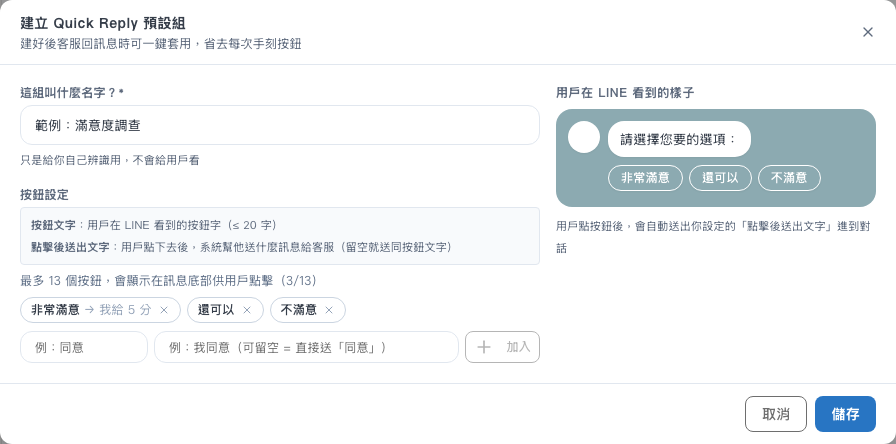 建立 Quick Reply 預設組
建好後客服回訊息時可一鍵套用，省去每次手刻按鈕
這組叫什麼名字？*
範例：滿意度調查
只是給你自己辨識用，不會給用戶看
按鈕設定
按鈕文字：用戶在 LINE 看到的按鈕字（≤ 20 字）
點擊後送出文字：用戶點下去後，系統幫他送什麼訊息給客服（留空就送同按鈕文字）
最多 13 個按鈕，會顯示在訊息底部供用戶點擊（3/13）
非常滿意 → 我給 5 分 × 還可以 × 不滿意 ×
例：同意 例：我同意（可留空 = 直接送「同意」） + 加入
用戶在 LINE 看到的樣子
請選擇您要的選項：
非常滿意 還可以 不滿意
用戶點按鈕後，會自動送出你設定的「點擊後送出文字」進到對
話
取消 儲存